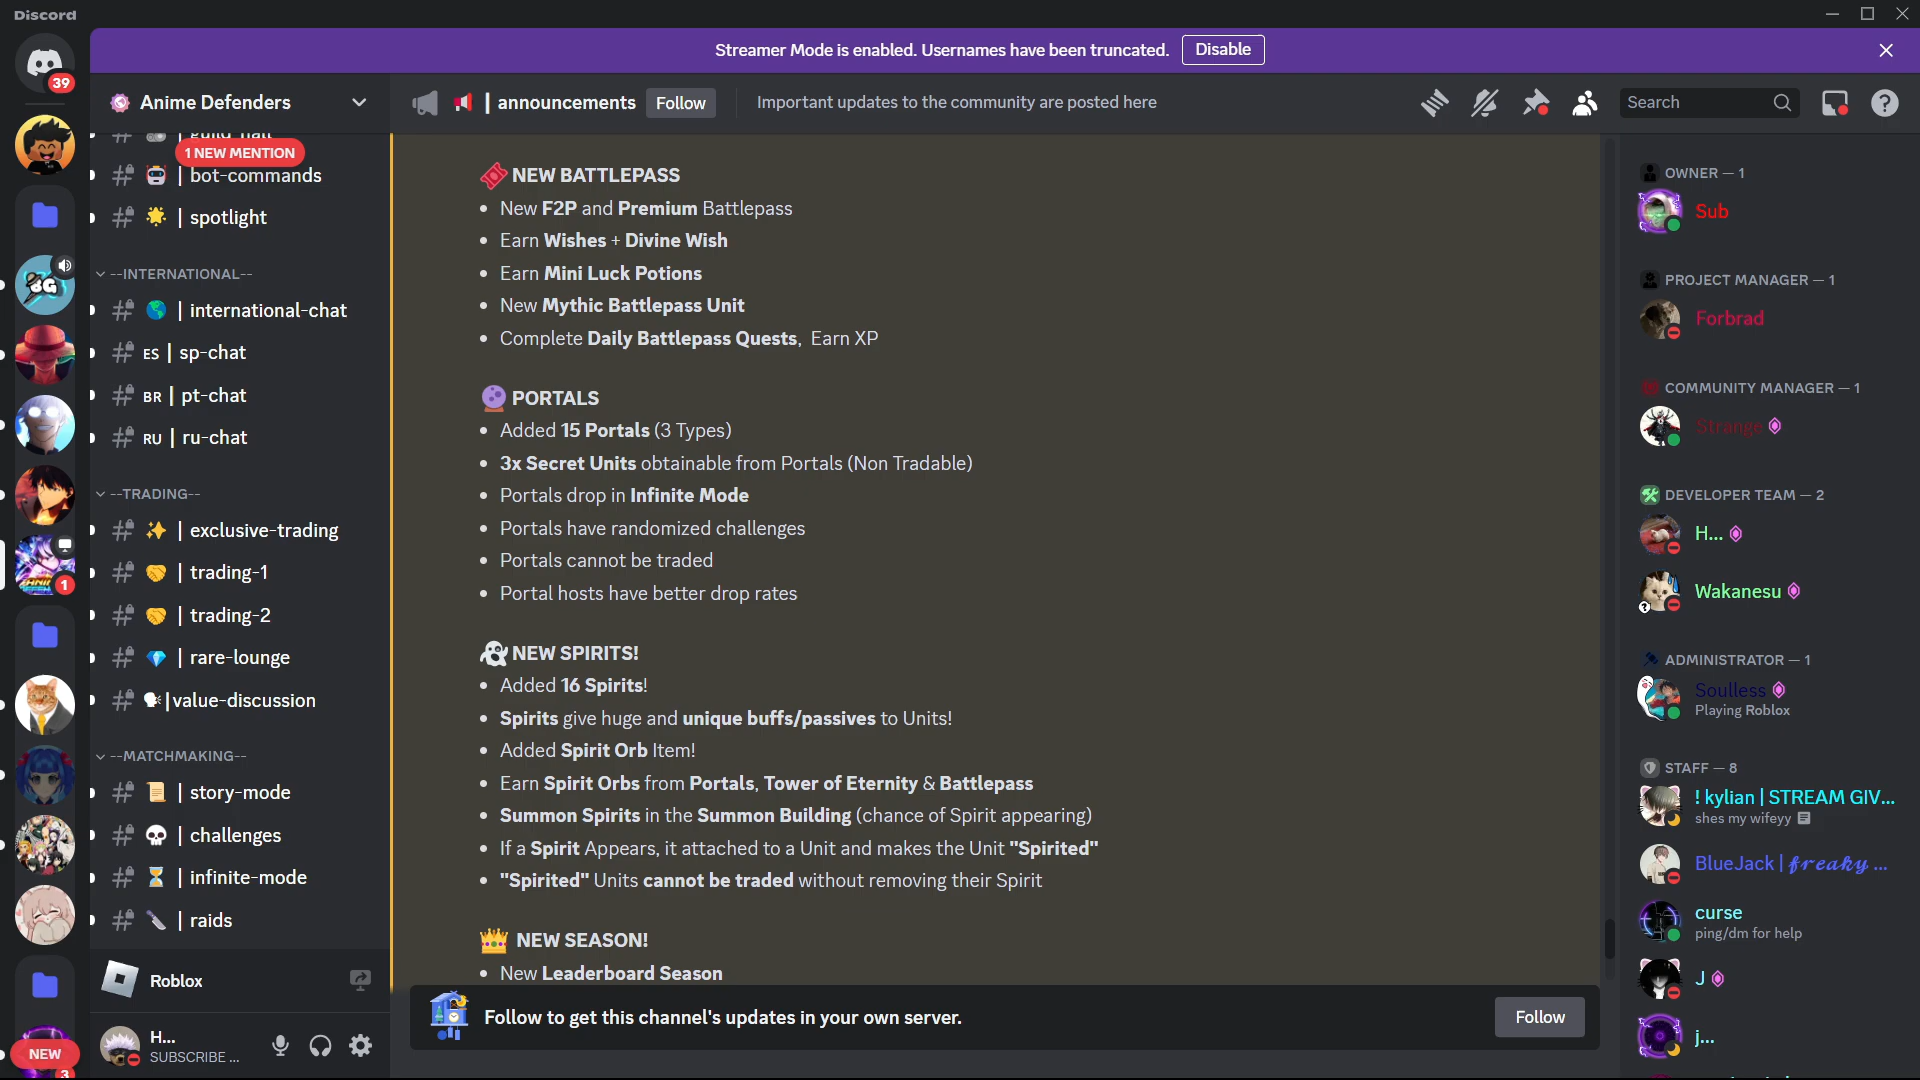 Discord
Streamer Mode is enabled. Usernames have been truncated.
Disable
39
Anime Defenders
1 NEW MENTION
| bot-commands
| spotlight
--INTERNATIONAL--
| international-chat
ES | sp-chat
BR | pt-chat
RU | ru-chat
--TRADING--
| exclusive-trading
| trading-1
| trading-2
| rare-lounge
|value-discussion
--MATCHMAKING--
| story-mode
| challenges
| infinite-mode
| raids
1
Roblox
H...
SUBSCRIBE ...
NEW
3
| announcements
Follow
Important updates to the community are posted here
Search
NEW BATTLEPASS
• New F2P and Premium Battlepass
• Earn Wishes + Divine Wish
• Earn Mini Luck Potions
• New Mythic Battlepass Unit
• Complete Daily Battlepass Quests, Earn XP
PORTALS
• Added 15 Portals (3 Types)
• 3x Secret Units obtainable from Portals (Non Tradable)
• Portals drop in Infinite Mode
• Portals have randomized challenges
• Portals cannot be traded
• Portal hosts have better drop rates
NEW SPIRITS!
• Added 16 Spirits!
• Spirits give huge and unique buffs/passives to Units!
• Added Spirit Orb Item!
• Earn Spirit Orbs from Portals, Tower of Eternity & Battlepass
• Summon Spirits in the Summon Building (chance of Spirit appearing)
• If a Spirit Appears, it attached to a Unit and makes the Unit "Spirited"
• "Spirited" Units cannot be traded without removing their Spirit
NEW SEASON!
• New Leaderboard Season
Follow to get this channel's updates in your own server.
Follow
OWNER — 1
Sub
PROJECT MANAGER — 1
Forbrad
COMMUNITY MANAGER — 1
Strange
DEVELOPER TEAM — 2
H...
Wakanesu
ADMINISTRATOR — 1
Soulless
Playing Roblox
STAFF — 8
! kylian | STREAM GIV...
shes my wifeyy
BlueJack | 𝓯𝓻𝓮𝓪𝓴𝔂 ...
curse
ping/dm for help
J
j...